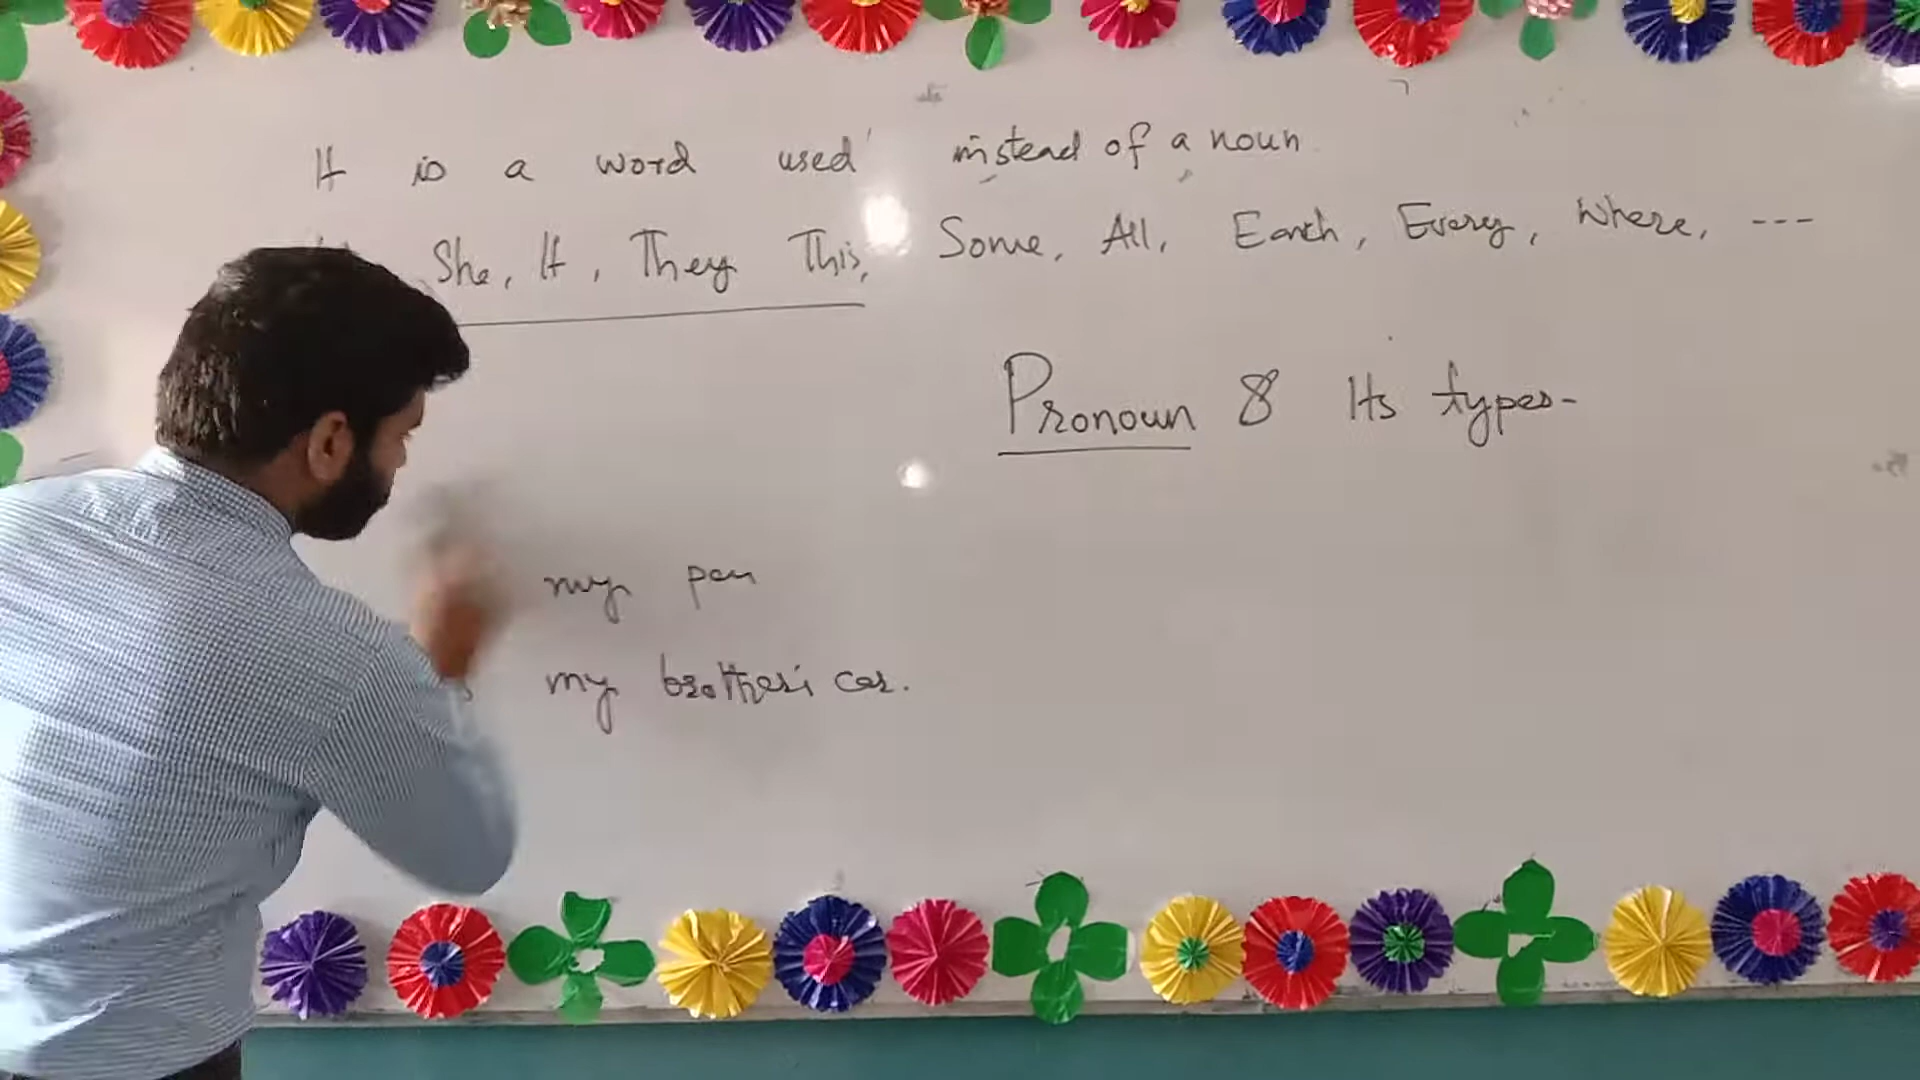 It is a word used instead of a noun
She, It, They This, Some, All, Each, Every, Where, ---
Pronoun & Its types-
my pen
my brother's car.